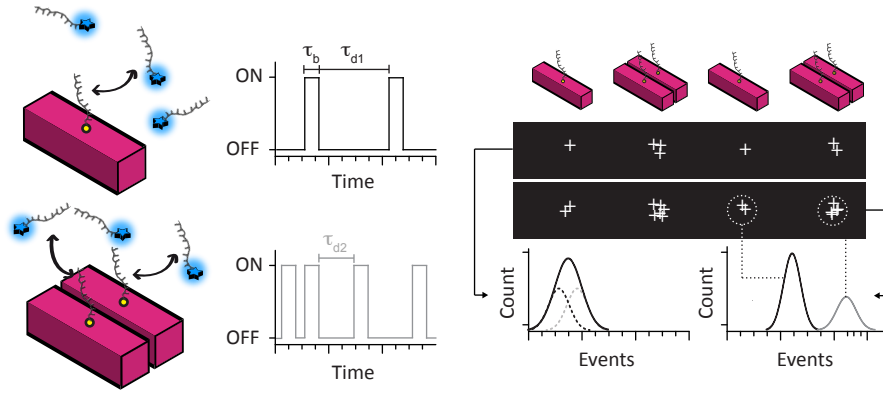 τb
τd1
ON
OFF
Time
τd2
ON
OFF
Time
Count
Events
Count
Events